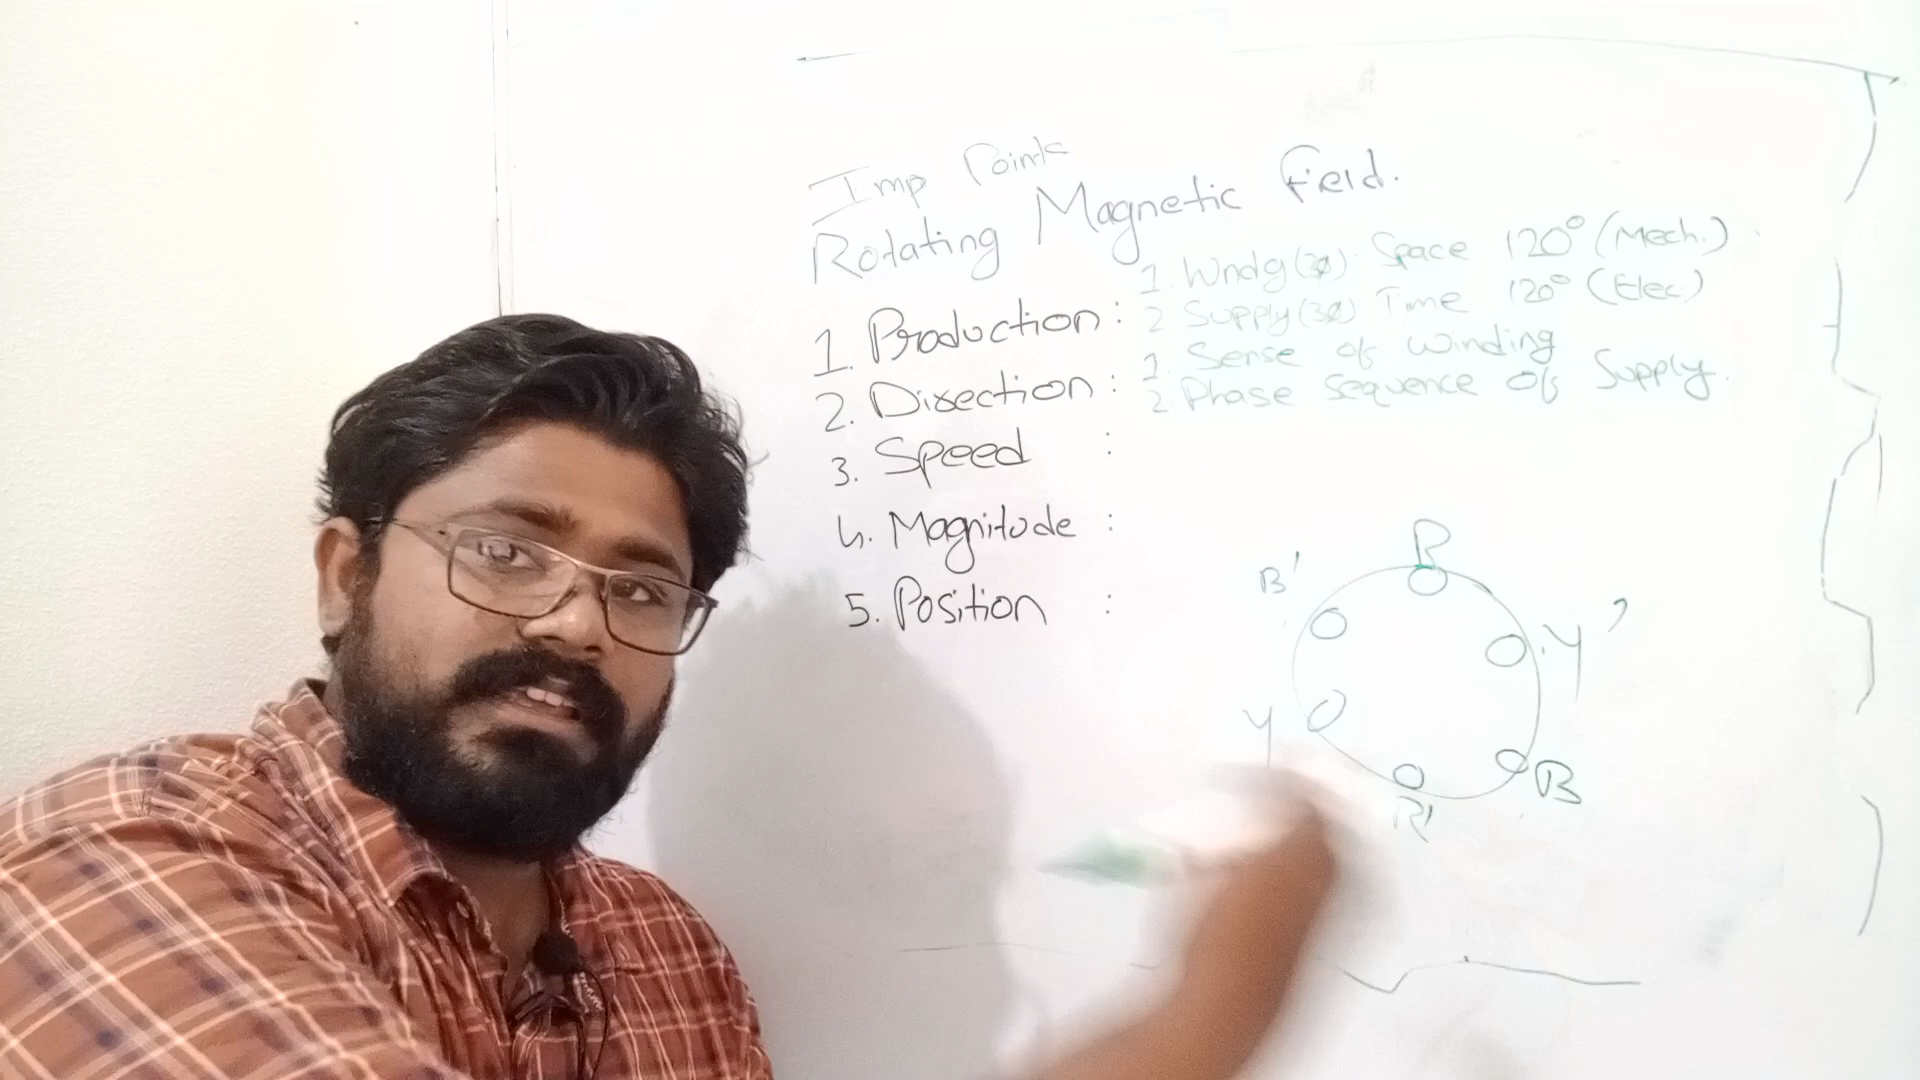 Imp Points
Rotating Magnetic Field.
1. Production :
1. Wndg (3ø) Space 120° (Mech.)
2 Supply (3ø) Time 120° (Elec)
2. Direction :
1. Sense of Winding
2 Phase sequence of Supply.
3. Speed :
4. Magnitude :
5. Position :
R
B'
Y'
Y
B
R'